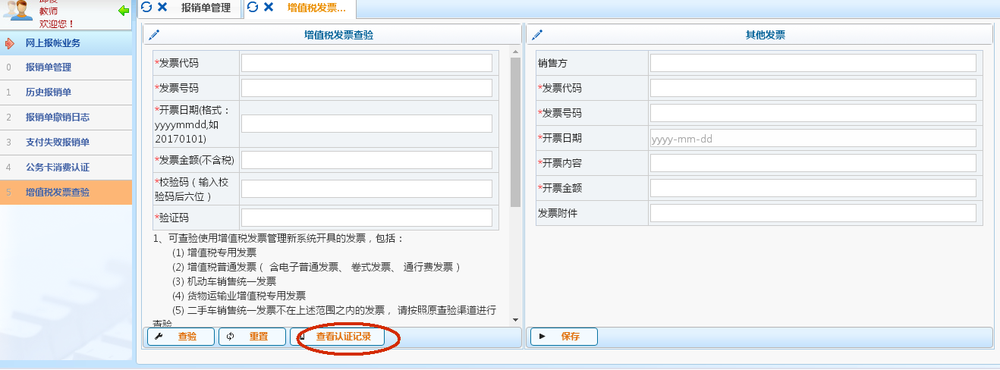 教师
欢迎您！
网上报帐业务
0 报销单管理
1 历史报销单
2 报销单撤销日志
3 支付失败报销单
4 公务卡消费认证
5 增值税发票查验
报销单管理
增值税发票...
增值税发票查验
*发票代码
*发票号码
*开票日期(格式：
yyyymmdd,如
20170101)
*发票金额(不含税)
*校验码（输入校
验码后六位）
*验证码
1、可查验使用增值税发票管理新系统开具的发票，包括：
(1) 增值税专用发票
(2) 增值税普通发票（ 含电子普通发票、 卷式发票、 通行费发票）
(3) 机动车销售统一发票
(4) 货物运输业增值税专用发票
(5) 二手车销售统一发票不在上述范围之内的发票， 请按照原查验渠道进行
查验
查验
重置
查看认证记录
其他发票
销售方
*发票代码
*发票号码
*开票日期
yyyy-mm-dd
*开票内容
*开票金额
发票附件
保存